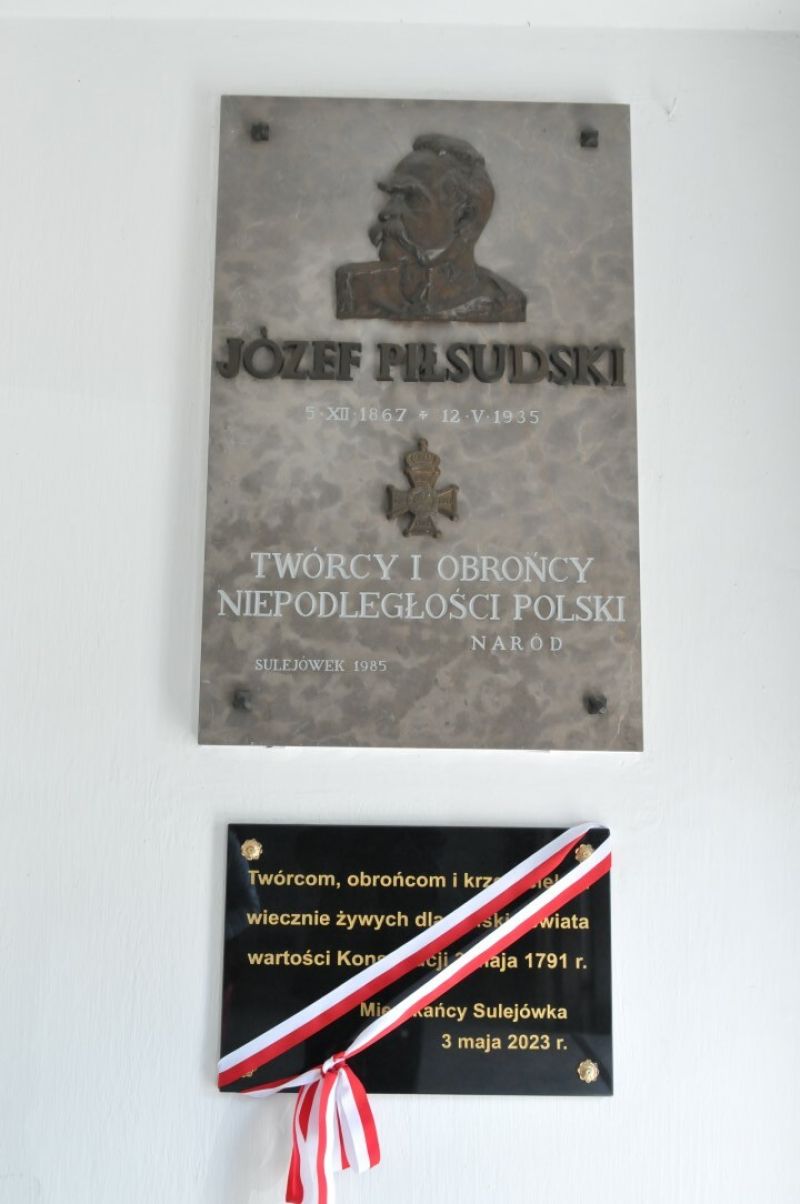 JÓZEF PIŁSUDSKI
5·XII·1867 ✢ 12·V·1935
TWÓRCY I OBROŃCY
NIEPODLEGŁOŚCI POLSKI
NARÓD
SULEJÓWEK 1985
Twórcom, obrońcom i
wiecznie żywych
wartości maja 1791 r.
Sulejówka
3 maja 2023 r.